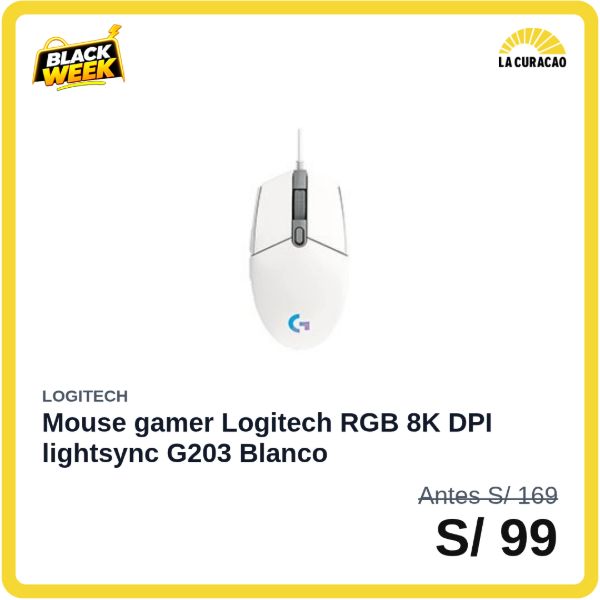 BLACK
WEEK
LA CURACAO
G
LOGITECH
Mouse gamer Logitech RGB 8K DPI
lightsync G203 Blanco
Antes S/ 169
S/ 99